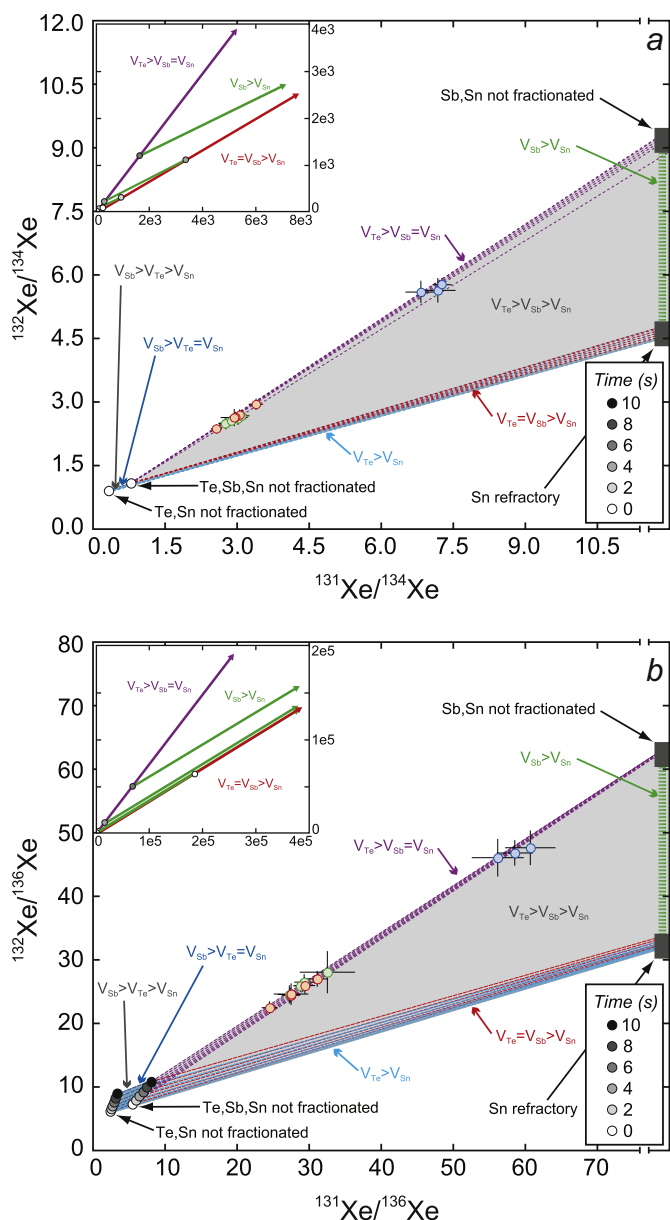 a
12.0
10.5
9.0
7.5
6.0
4.5
3.0
1.5
0.0
132Xe/134Xe
4e3
3e3
2e3
1e3
0
0
2e3
4e3
6e3
8e3
VTe>VSb=VSn
VSb>VSn
VTe=VSb>VSn
Sb,Sn not fractionated
VSb>VSn
VTe>VSb=VSn
VSb>VTe>VSn
VTe>VSb>VSn
VSb>VTe=VSn
Time (s)
10
8
6
4
2
0
VTe=VSb>VSn
VTe>VSn
Te,Sb,Sn not fractionated
Sn refractory
Te,Sn not fractionated
0.0
1.5
3.0
4.5
6.0
7.5
9.0
10.5
131Xe/134Xe
b
80
70
60
50
40
30
20
10
0
132Xe/136Xe
2e5
1e5
0
1e5
2e5
3e5
4e5
VTe>VSb=VSn
VSb>VSn
VTe=VSb>VSn
Sb,Sn not fractionated
VSb>VSn
VTe>VSb=VSn
VTe>VSb>VSn
VSb>VTe=VSn
VSb>VTe>VSn
Time (s)
10
8
6
4
2
0
VTe=VSb>VSn
VTe>VSn
Te,Sb,Sn not fractionated
Sn refractory
Te,Sn not fractionated
0
10
20
30
40
50
60
70
131Xe/136Xe